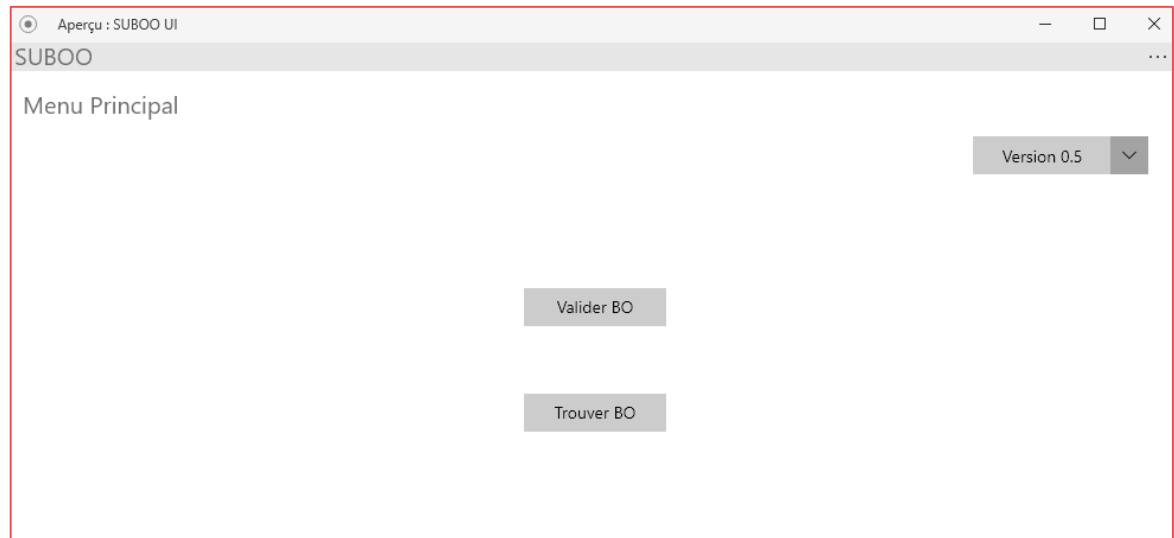 Aperçu : SUBOO UI
SUBOO
Menu Principal
Version 0.5
Valider BO
Trouver BO